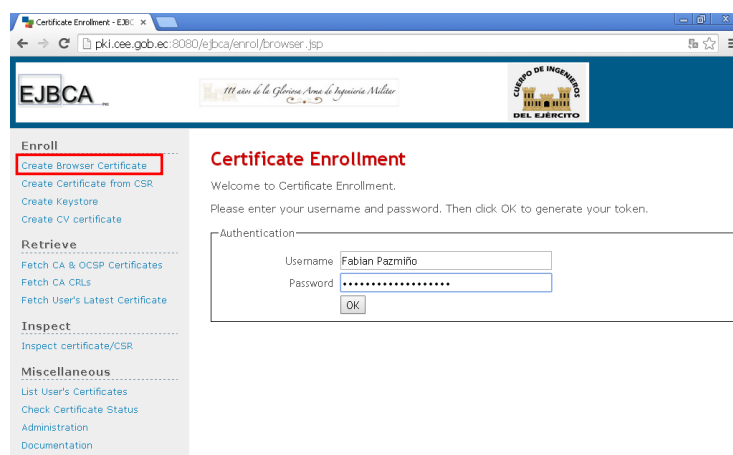 Certificate Enrollment - EJBC
pki.cee.gob.ec:8080/ejbca/enrol/browser.jsp
EJBCA
111 años de la Gloriosa Arma de Ingeniería Militar
CUERPO DE INGENIEROS
DEL EJÉRCITO
Enroll
Create Browser Certificate
Create Certificate from CSR
Create Keystore
Create CV certificate
Retrieve
Fetch CA & OCSP Certificates
Fetch CA CRLs
Fetch User's Latest Certificate
Inspect
Inspect certificate/CSR
Miscellaneous
List User's Certificates
Check Certificate Status
Administration
Documentation
Certificate Enrollment
Welcome to Certificate Enrollment.
Please enter your username and password. Then click OK to generate your token.
Authentication
Username Fabian Pazmiño
Password •••••••••••••••••••
OK